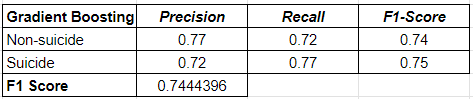 Gradient Boosting Precision Recall F1-Score
Non-suicide 0.77 0.72 0.74
Suicide 0.72 0.77 0.75
F1 Score 0.7444396